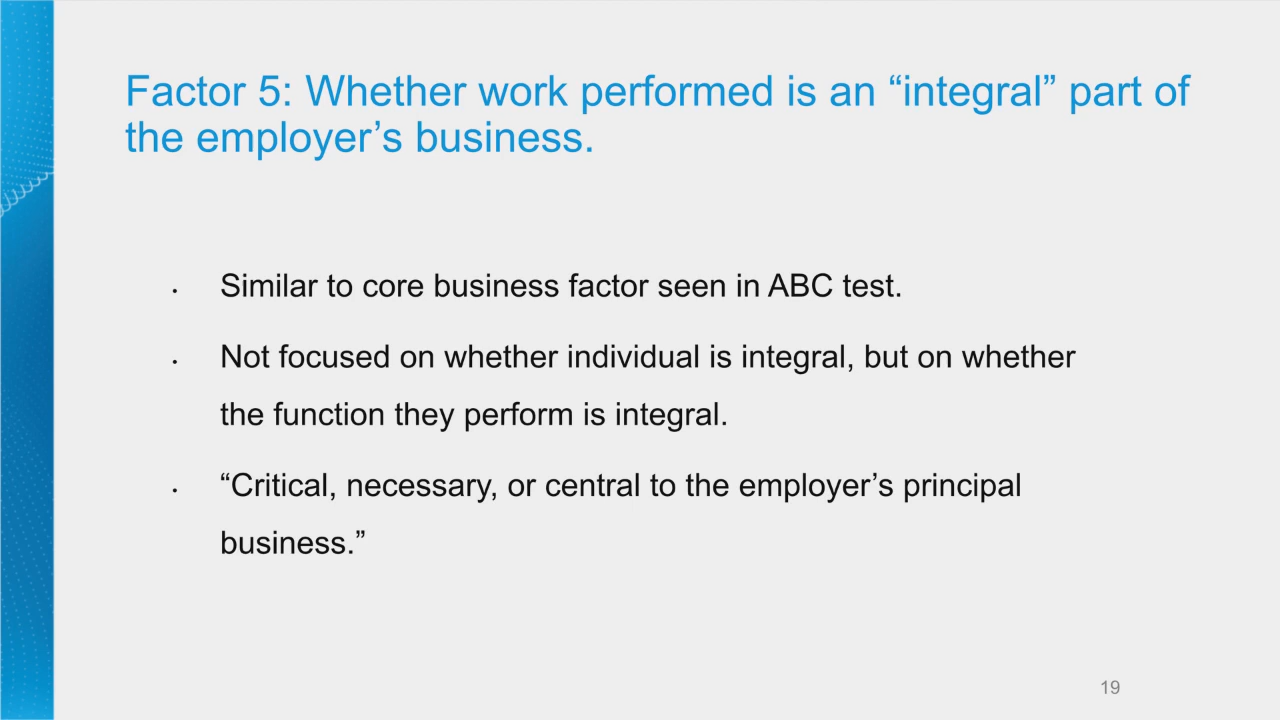 Factor 5: Whether work performed is an “integral” part of
the employer’s business.
• Similar to core business factor seen in ABC test.
• Not focused on whether individual is integral, but on whether
the function they perform is integral.
• “Critical, necessary, or central to the employer’s principal
business.”
19